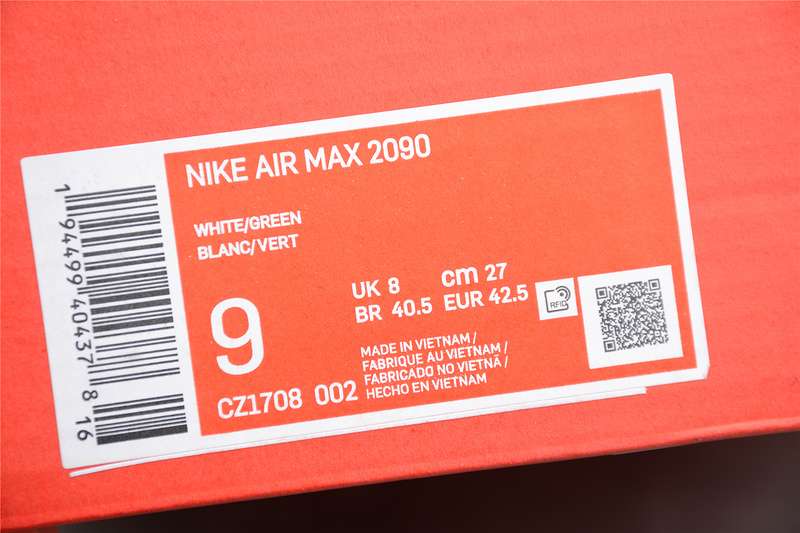 NIKE AIR MAX 2090
WHITE/GREEN
BLANC/VERT
9
UK 8 cm 27
BR 40.5 EUR 42.5
RFID
CZ1708 002
MADE IN VIETNAM /
FABRIQUE AU VIETNAM /
FABRICADO NO VIETNÃ /
HECHO EN VIETNAM
1 94499 40437 8 16